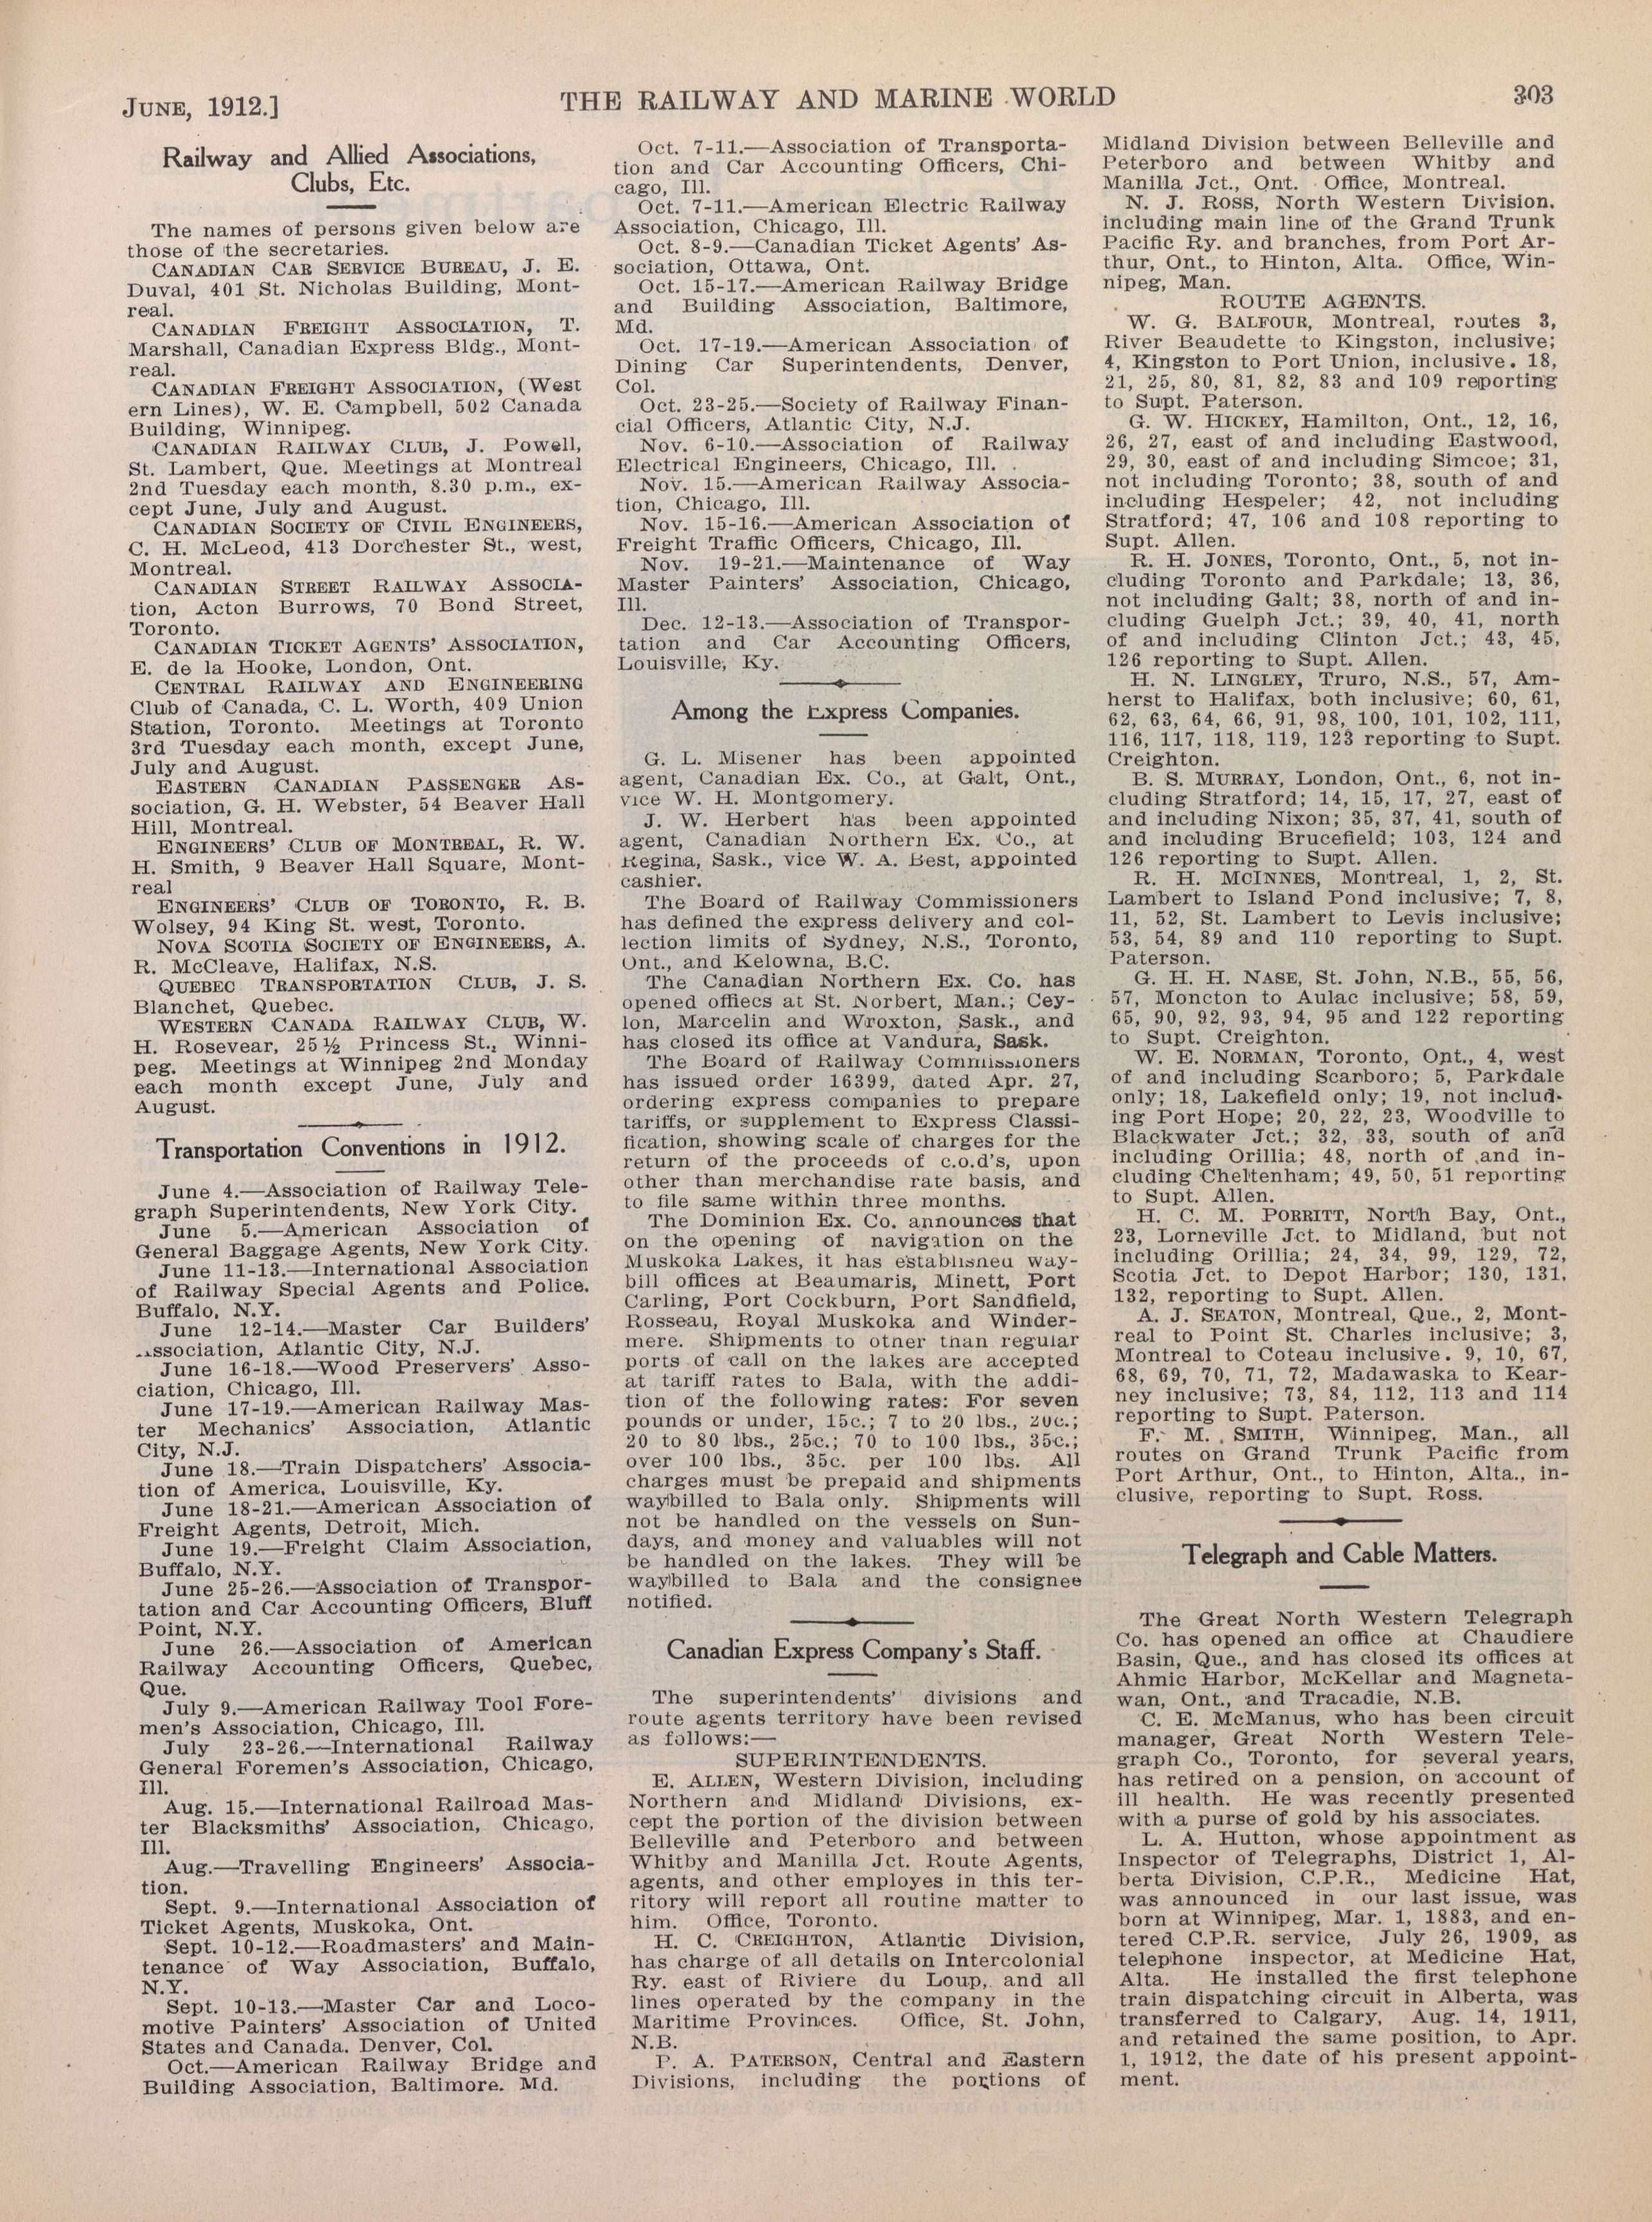 JUNE, 1912.]
THE RAILWAY AND MARINE WORLD
303
Railway and Allied Associations,
Clubs, Etc.
The names of persons given below are
those of the secretaries.
CANADIAN CAR SERVICE BUREAU, J. E.
Duval, 401 St. Nicholas Building, Mont-
real.
CANADIAN FREIGHT ASSOCIATION, T.
Marshall, Canadian Express Bldg., Mont-
real.
CANADIAN FREIGHT ASSOCIATION, (West
ern Lines), W. E. Campbell, 502 Canada
Building, Winnipeg.
CANADIAN RAILWAY CLUB, J. Powell,
St. Lambert, Que. Meetings at Montreal
2nd Tuesday each month, 8.30 p.m., ex-
cept June, July and August.
CANADIAN SOCIETY OF CIVIL ENGINEERS,
C. H. McLeod, 413 Dorchester St., west,
Montreal.
CANADIAN STREET RAILWAY ASSOCIA-
tion, Acton Burrows, 70 Bond Street,
Toronto.
CANADIAN TICKET AGENTS' ASSOCIATION,
E. de la Hooke, London, Ont.
CENTRAL RAILWAY AND ENGINEERING
Club of Canada, C. L. Worth, 409 Union
Station, Toronto. Meetings at Toronto
3rd Tuesday each month, except June,
July and August.
EASTERN CANADIAN PASSENGER AS-
sociation, G. H. Webster, 54 Beaver Hall
Hill, Montreal.
ENGINEERS' CLUB OF MONTREAL, R. W.
H. Smith, 9 Beaver Hall Square, Mont-
real
ENGINEERS' CLUB OF TORONTO, R. B.
Wolsey, 94 King St. west, Toronto.
NOVA SCOTIA SOCIETY OF ENGINEERS, A.
R. McCleave, Halifax, N.S.
QUEBEC TRANSPORTATION CLUB, J. S.
Blanchet, Quebec.
WESTERN CANADA RAILWAY CLUB, W.
H. Rosevear, 25½ Princess St., Winni-
peg. Meetings at Winnipeg 2nd Monday
each month except June, July and
August.
Transportation Conventions in 1912.
June 4.—Association of Railway Tele-
graph Superintendents, New York City.
June 5.—American Association of
General Baggage Agents, New York City.
June 11-13.—International Association
of Railway Special Agents and Police.
Buffalo, N.Y.
June 12-14.—Master Car Builders'
Association, Atlantic City, N.J.
June 16-18.—Wood Preservers' Asso-
ciation, Chicago, Ill.
June 17-19.—American Railway Mas-
ter Mechanics' Association, Atlantic
City, N.J.
June 18.—Train Dispatchers' Associa-
tion of America, Louisville, Ky.
June 18-21.—American Association of
Freight Agents, Detroit, Mich.
June 19.—Freight Claim Association,
Buffalo, N.Y.
June 25-26.—Association of Transpor-
tation and Car Accounting Officers, Bluff
Point, N.Y.
June 26.—Association of American
Railway Accounting Officers, Quebec,
Que.
July 9.—American Railway Tool Fore-
men's Association, Chicago, Ill.
July 23-26.—International Railway
General Foremen's Association, Chicago,
Ill.
Aug. 15.—International Railroad Mas-
ter Blacksmiths' Association, Chicago,
Ill.
Aug.—Travelling Engineers' Associa-
tion.
Sept. 9.—International Association of
Ticket Agents, Muskoka, Ont.
Sept. 10-12.—Roadmasters' and Main-
tenance of Way Association, Buffalo,
N.Y.
Sept. 10-13.—Master Car and Loco-
motive Painters' Association of United
States and Canada. Denver, Col.
Oct.—American Railway Bridge and
Building Association, Baltimore. Md.
Oct. 7-11.—Association of Transporta-
tion and Car Accounting Officers, Chi-
cago, Ill.
Oct. 7-11.—American Electric Railway
Association, Chicago, Ill.
Oct. 8-9.—Canadian Ticket Agents' As-
sociation, Ottawa, Ont.
Oct. 15-17.—American Railway Bridge
and Building Association, Baltimore,
Md.
Oct. 17-19.—American Association of
Dining Car Superintendents, Denver,
Col.
Oct. 23-25.—Society of Railway Finan-
cial Officers, Atlantic City, N.J.
Nov. 6-10.—Association of Railway
Electrical Engineers, Chicago, Ill.
Nov. 15.—American Railway Associa-
tion, Chicago, Ill.
Nov. 15-16.—American Association of
Freight Traffic Officers, Chicago, Ill.
Nov. 19-21.—Maintenance of Way
Master Painters' Association, Chicago,
Ill.
Dec. 12-13.—Association of Transpor-
tation and Car Accounting Officers,
Louisville, Ky.
Among the Express Companies.
G. L. Misener has been appointed
agent, Canadian Ex. Co., at Galt, Ont.,
vice W. H. Montgomery.
J. W. Herbert has been appointed
agent, Canadian Northern Ex. Co., at
Regina, Sask., vice W. A. Best, appointed
cashier.
The Board of Railway Commissioners
has defined the express delivery and col-
lection limits of Sydney, N.S., Toronto,
Ont., and Kelowna, B.C.
The Canadian Northern Ex. Co. has
opened offiecs at St. Norbert, Man.; Cey-
lon, Marcelin and Wroxton, Sask., and
has closed its office at Vandura, Sask.
The Board of Railway Commissioners
has issued order 16399, dated Apr. 27,
ordering express companies to prepare
tariffs, or supplement to Express Classi-
fication, showing scale of charges for the
return of the proceeds of c.o.d's, upon
other than merchandise rate basis, and
to file same within three months.
The Dominion Ex. Co. announces that
on the opening of navigation on the
Muskoka Lakes, it has established way-
bill offices at Beaumaris, Minett, Port
Carling, Port Cockburn, Port Sandfield,
Rosseau, Royal Muskoka and Winder-
mere. Shipments to other than regular
ports of call on the lakes are accepted
at tariff rates to Bala, with the addi-
tion of the following rates: For seven
pounds or under, 15c.; 7 to 20 lbs., 20c.;
20 to 80 lbs., 25c.; 70 to 100 lbs., 35c.;
over 100 lbs., 35c. per 100 lbs. All
charges must be prepaid and shipments
waybilled to Bala only. Shipments will
not be handled on the vessels on Sun-
days, and money and valuables will not
be handled on the lakes. They will be
waybilled to Bala and the consignee
notified.
Canadian Express Company's Staff.
The superintendents' divisions and
route agents territory have been revised
as follows:—
SUPERINTENDENTS.
E. ALLEN, Western Division, including
Northern and Midland Divisions, ex-
cept the portion of the division between
Belleville and Peterboro and between
Whitby and Manilla Jct. Route Agents,
agents, and other employes in this ter-
ritory will report all routine matter to
him. Office, Toronto.
H. C. CREIGHTON, Atlantic Division,
has charge of all details on Intercolonial
Ry. east of Riviere du Loup, and all
lines operated by the company in the
Maritime Provinces. Office, St. John,
N.B.
P. A. PATERSON, Central and Eastern
Divisions, including the portions of
Midland Division between Belleville and
Peterboro and between Whitby and
Manilla Jct., Ont. Office, Montreal.
N. J. ROSS, North Western Division.
including main line of the Grand Trunk
Pacific Ry. and branches, from Port Ar-
thur, Ont., to Hinton, Alta. Office, Win-
nipeg, Man.
ROUTE AGENTS.
W. G. BALFOUR, Montreal, routes 3,
River Beaudette to Kingston, inclusive;
4, Kingston to Port Union, inclusive. 18,
21, 25, 80, 81, 82, 83 and 109 reporting
to Supt. Paterson.
G. W. HICKEY, Hamilton, Ont., 12, 16,
26, 27, east of and including Eastwood,
29, 30, east of and including Simcoe; 31,
not including Toronto; 38, south of and
including Hespeler; 42, not including
Stratford; 47, 106 and 108 reporting to
Supt. Allen.
R. H. JONES, Toronto, Ont., 5, not in-
cluding Toronto and Parkdale; 13, 36,
not including Galt; 38, north of and in-
cluding Guelph Jct.; 39, 40, 41, north
of and including Clinton Jct.; 43, 45,
126 reporting to Supt. Allen.
H. N. LINGLEY, Truro, N.S., 57, Am-
herst to Halifax, both inclusive; 60, 61,
62, 63, 64, 66, 91, 98, 100, 101, 102, 111,
116, 117, 118, 119, 123 reporting to Supt.
Creighton.
B. S. MURRAY, London, Ont., 6, not in-
cluding Stratford; 14, 15, 17, 27, east of
and including Nixon; 35, 37, 41, south of
and including Brucefield; 103, 124 and
126 reporting to Supt. Allen.
R. H. MCINNES, Montreal, 1, 2, St.
Lambert to Island Pond inclusive; 7, 8,
11, 52, St. Lambert to Levis inclusive;
53, 54, 89 and 110 reporting to Supt.
Paterson.
G. H. H. NASE, St. John, N.B., 55, 56,
57, Moncton to Aulac inclusive; 58, 59,
65, 90, 92, 93, 94, 95 and 122 reporting
to Supt. Creighton.
W. E. NORMAN, Toronto, Ont., 4, west
of and including Scarboro; 5, Parkdale
only; 18, Lakefield only; 19, not includ-
ing Port Hope; 20, 22, 23, Woodville to
Blackwater Jct.; 32, 33, south of and
including Orillia; 48, north of and in-
cluding Cheltenham; 49, 50, 51 reporting
to Supt. Allen.
H. C. M. PORRITT, North Bay, Ont.,
23, Lorneville Jct. to Midland, but not
including Orillia; 24, 34, 99, 129, 72,
Scotia Jct. to Depot Harbor; 130, 131,
132, reporting to Supt. Allen.
A. J. SEATON, Montreal, Que., 2, Mont-
real to Point St. Charles inclusive; 3,
Montreal to Coteau inclusive. 9, 10, 67,
68, 69, 70, 71, 72, Madawaska to Kear-
ney inclusive; 73, 84, 112, 113 and 114
reporting to Supt. Paterson.
F. M. SMITH, Winnipeg, Man., all
routes on Grand Trunk Pacific from
Port Arthur, Ont., to Hinton, Alta., in-
clusive, reporting to Supt. Ross.
Telegraph and Cable Matters.
The Great North Western Telegraph
Co. has opened an office at Chaudiere
Basin, Que., and has closed its offices at
Ahmic Harbor, McKellar and Magneta-
wan, Ont., and Tracadie, N.B.
C. E. McManus, who has been circuit
manager, Great North Western Tele-
graph Co., Toronto, for several years,
has retired on a pension, on account of
ill health. He was recently presented
with a purse of gold by his associates.
L. A. Hutton, whose appointment as
Inspector of Telegraphs, District 1, Al-
berta Division, C.P.R., Medicine Hat,
was announced in our last issue, was
born at Winnipeg, Mar. 1, 1883, and en-
tered C.P.R. service, July 26, 1909, as
telephone inspector, at Medicine Hat,
Alta. He installed the first telephone
train dispatching circuit in Alberta, was
transferred to Calgary, Aug. 14, 1911,
and retained the same position, to Apr.
1, 1912, the date of his present appoint-
ment.